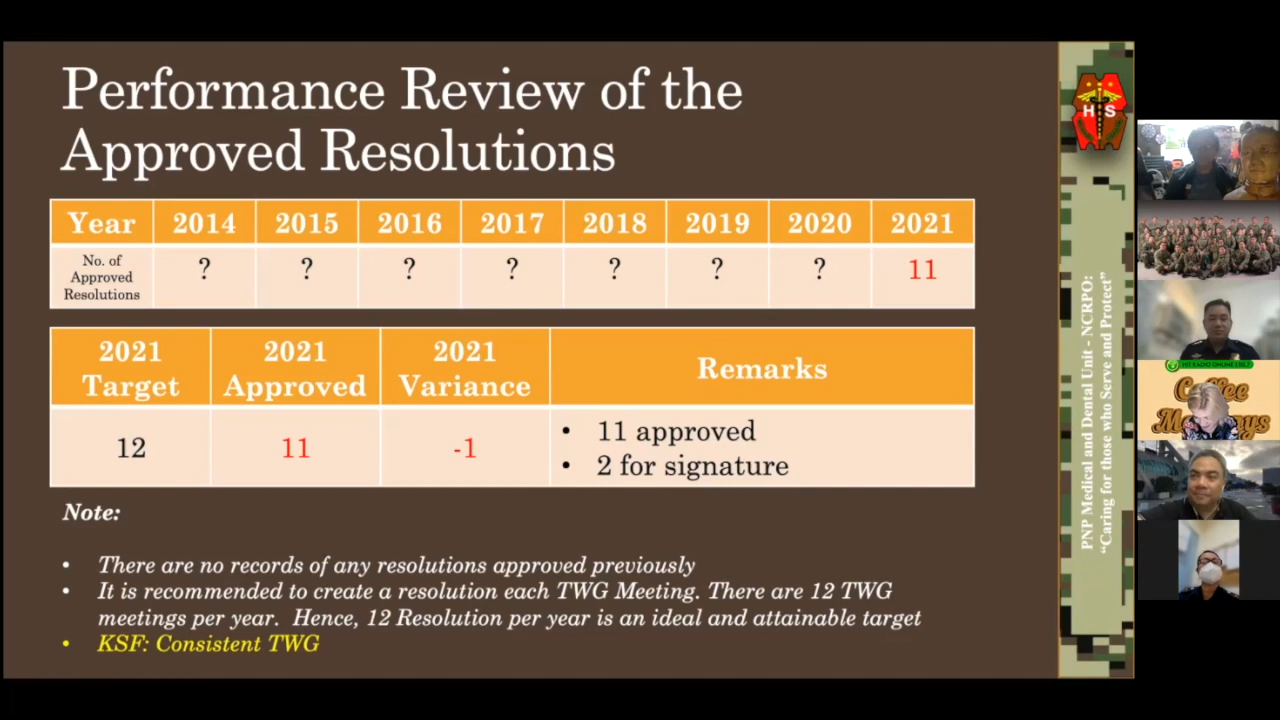 Performance Review of the
Approved Resolutions
Year 2014 2015 2016 2017 2018 2019 2020 2021
No. of
Approved
Resolutions
? ? ? ? ? ? ? 11
2021
Target
2021
Approved
2021
Variance
Remarks
12 11 -1
• 11 approved
• 2 for signature
Note:
• There are no records of any resolutions approved previously
• It is recommended to create a resolution each TWG Meeting. There are 12 TWG
meetings per year. Hence, 12 Resolution per year is an ideal and attainable target
• KSF: Consistent TWG
H S
PNP Medical and Dental Unit - NCRPO:
“Caring for those who Serve and Protect”
Coffee